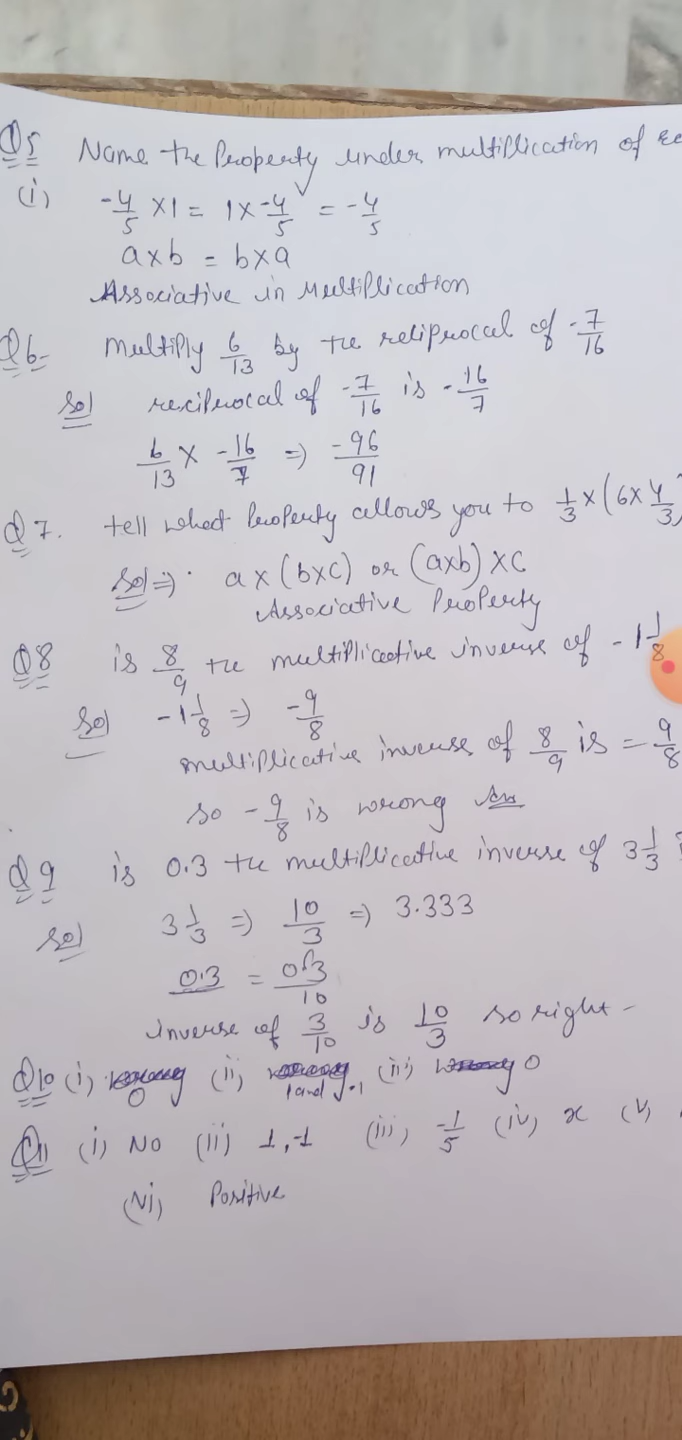 Q5 Name the Property under multiplication of
(i) -4/5 ×1 = 1× -4/5 = -4/5
a×b = b×a
Associative in Multiplication
Q6 Multiply 6/13 by the reciprocal of -7/16
Sol reciprocal of -7/16 is -16/7
6/13 × -16/7 => -96/91
Q7. tell what Property allows you to 1/3 × (6× 4/3)
Sol => a × (b×c) or (a×b) ×c
Associative Property
Q8 is 8/9 the multiplicative inverse of - 1 1/8
Sol -1 1/8 => -9/8
multiplicative inverse of 8/9 is = 9/8
so - 9/8 is wrong Ans
Q9 is 0.3 the multiplicative inverse of 3 1/3
Sol 3 1/3 => 10/3 => 3.333
0.3 = 03/10
inverse of 3/10 is 10/3 so right -
Q10 (i) 0 (ii) 1 and -1 (iii) 0
Q11 (i) No (ii) 1,-1 (iii) -1/5 (iv) x (v)
(vi) Positive